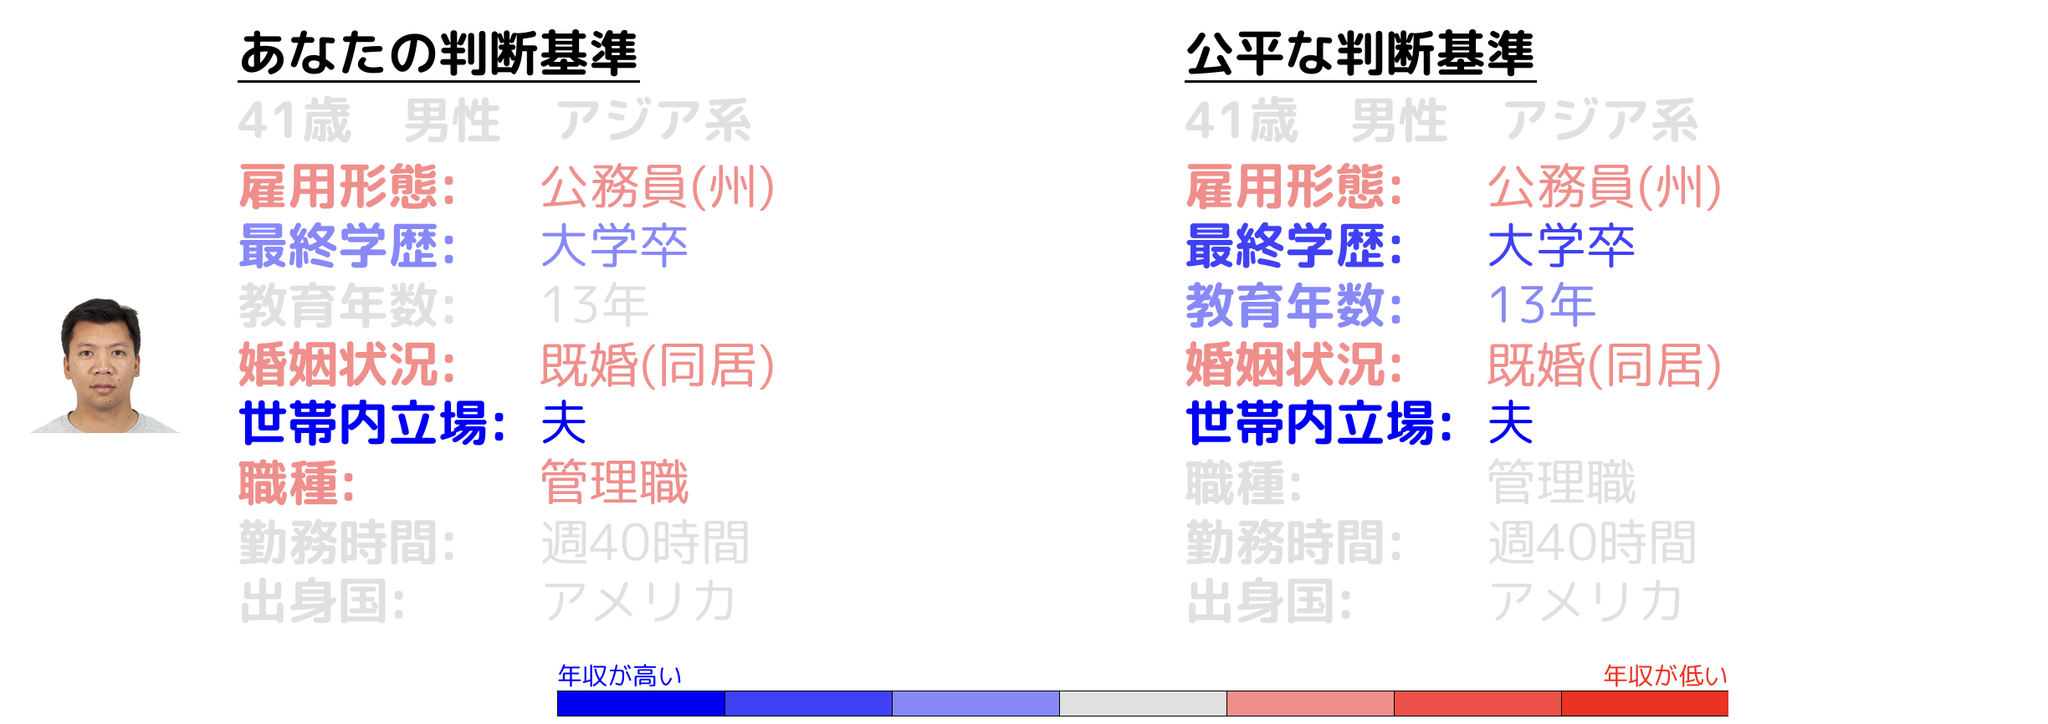 あなたの判断基準
41歳 男性 アジア系
雇用形態: 公務員(州)
最終学歴: 大学卒
教育年数: 13年
婚姻状況: 既婚(同居)
世帯内立場: 夫
職種: 管理職
勤務時間: 週40時間
出身国: アメリカ
公平な判断基準
41歳 男性 アジア系
雇用形態: 公務員(州)
最終学歴: 大学卒
教育年数: 13年
婚姻状況: 既婚(同居)
世帯内立場: 夫
職種: 管理職
勤務時間: 週40時間
出身国: アメリカ
年収が高い
年収が低い